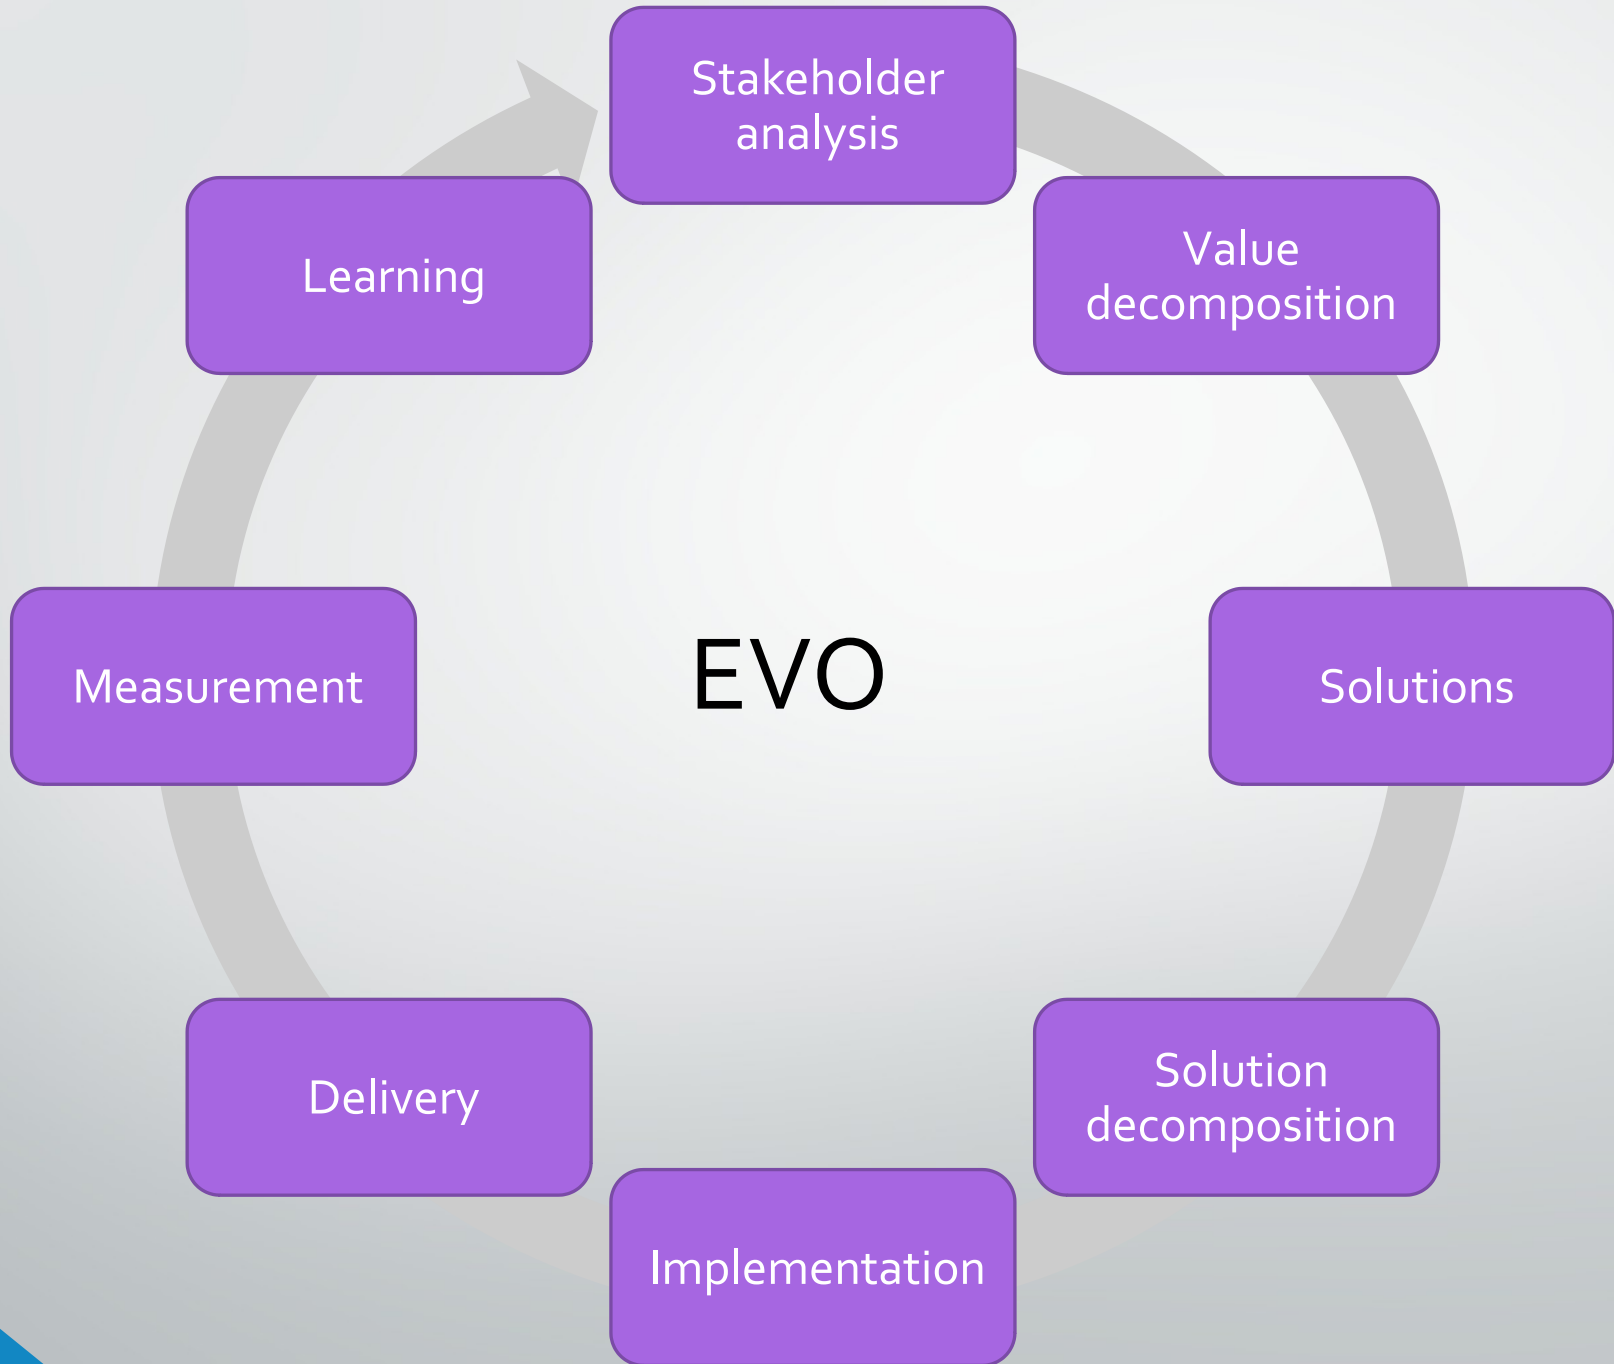 Stakeholder
analysis
Value
decomposition
Solutions
Solution
decomposition
Implementation
Delivery
Measurement
Learning
EVO